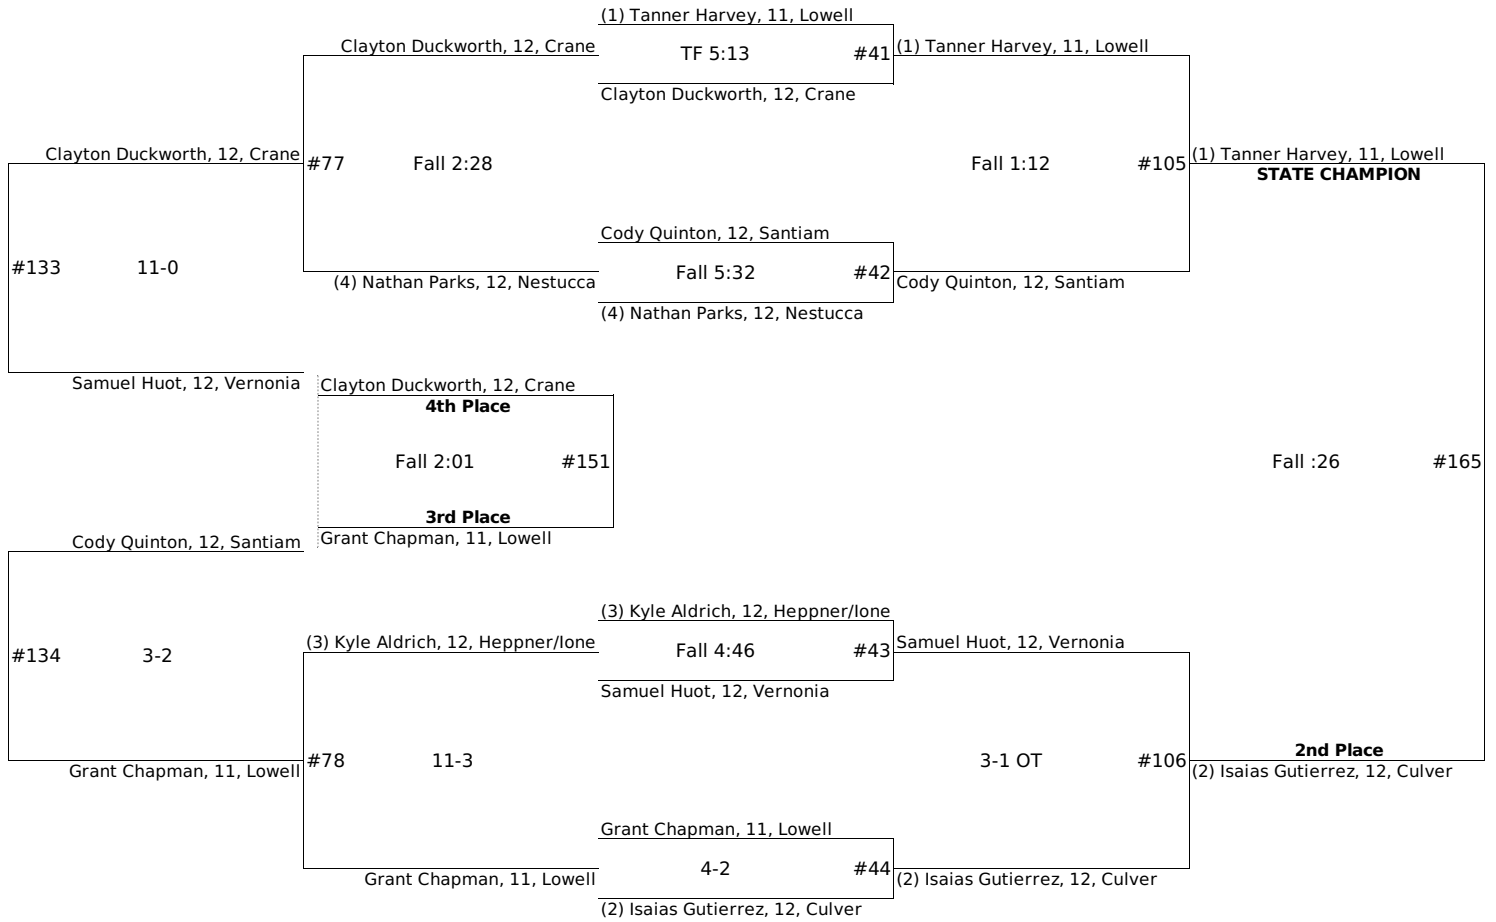 (1) Tanner Harvey, 11, Lowell
Clayton Duckworth, 12, Crane
TF 5:13
#41
(1) Tanner Harvey, 11, Lowell
Clayton Duckworth, 12, Crane
Clayton Duckworth, 12, Crane
#77
Fall 2:28
Fall 1:12
#105
(1) Tanner Harvey, 11, Lowell
STATE CHAMPION
Cody Quinton, 12, Santiam
#133
11-0
Fall 5:32
#42
(4) Nathan Parks, 12, Nestucca
Cody Quinton, 12, Santiam
(4) Nathan Parks, 12, Nestucca
Samuel Huot, 12, Vernonia
Clayton Duckworth, 12, Crane
4th Place
Fall 2:01
#151
Fall :26
#165
3rd Place
Grant Chapman, 11, Lowell
Cody Quinton, 12, Santiam
(3) Kyle Aldrich, 12, Heppner/Ione
(3) Kyle Aldrich, 12, Heppner/Ione
#134
3-2
Fall 4:46
#43
Samuel Huot, 12, Vernonia
Samuel Huot, 12, Vernonia
#78
11-3
3-1 OT
#106
2nd Place
Grant Chapman, 11, Lowell
(2) Isaias Gutierrez, 12, Culver
Grant Chapman, 11, Lowell
4-2
#44
Grant Chapman, 11, Lowell
(2) Isaias Gutierrez, 12, Culver
(2) Isaias Gutierrez, 12, Culver